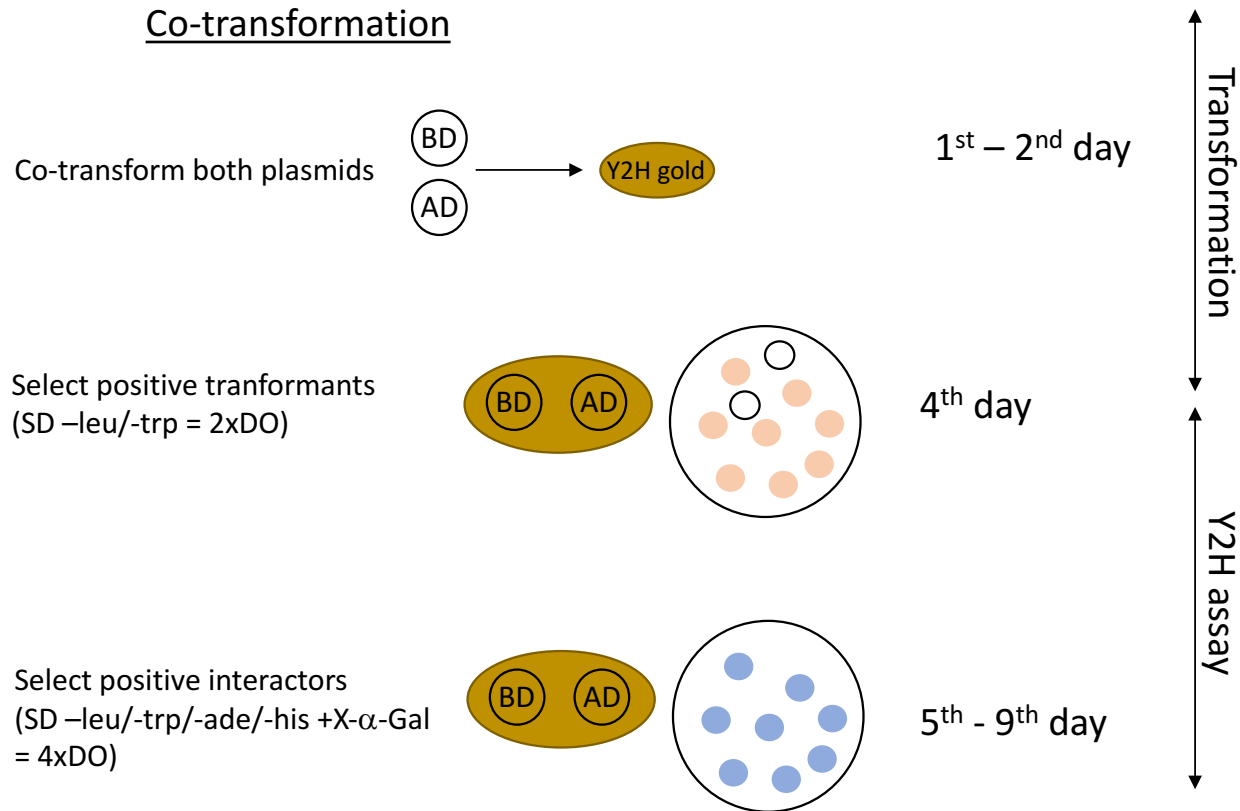 Co-transformation
Co-transform both plasmids
BD
AD
Y2H gold
1st – 2nd day
Transformation
Select positive tranformants
(SD –leu/-trp = 2xDO)
BD
AD
4th day
Y2H assay
Select positive interactors
(SD –leu/-trp/-ade/-his +X-α-Gal
= 4xDO)
BD
AD
5th - 9th day